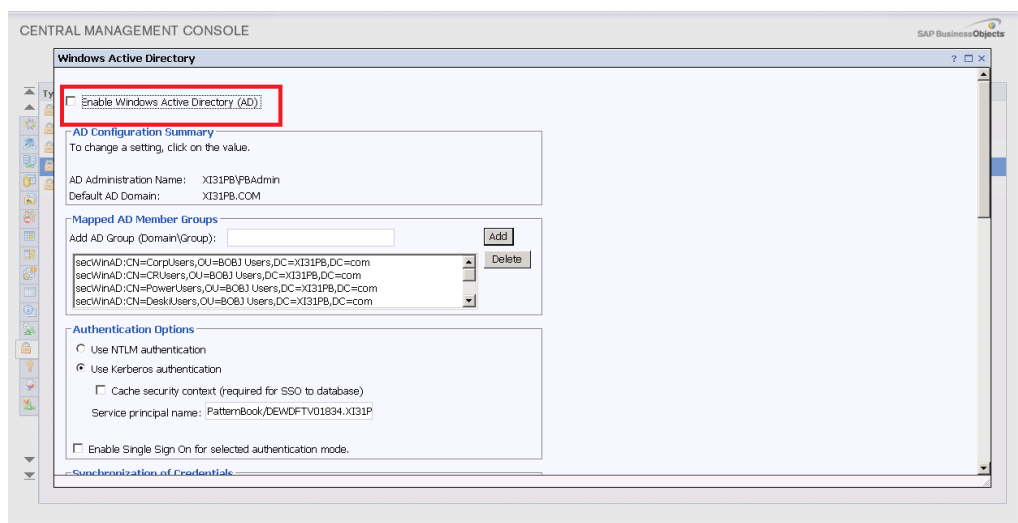 CENTRAL MANAGEMENT CONSOLE
SAP BusinessObjects
Windows Active Directory
? □ ×
Ty
Enable Windows Active Directory (AD)
AD Configuration Summary
To change a setting, click on the value.
AD Administration Name: XI31PB\PBAdmin
Default AD Domain: XI31PB.COM
Mapped AD Member Groups
Add AD Group (Domain\Group):
Add
secWinAD:CN=CorpUsers,OU=BOBJ Users,DC=XI31PB,DC=com
Delete
secWinAD:CN=CRUsers,OU=BOBJ Users,DC=XI31PB,DC=com
secWinAD:CN=PowerUsers,OU=BOBJ Users,DC=XI31PB,DC=com
secWinAD:CN=DeskiUsers,OU=BOBJ Users,DC=XI31PB,DC=com
Authentication Options
Use NTLM authentication
Use Kerberos authentication
Cache security context (required for SSO to database)
Service principal name: PatternBook/DEWDFTV01834.XI31P
Enable Single Sign On for selected authentication mode.
Synchronization of Credentials